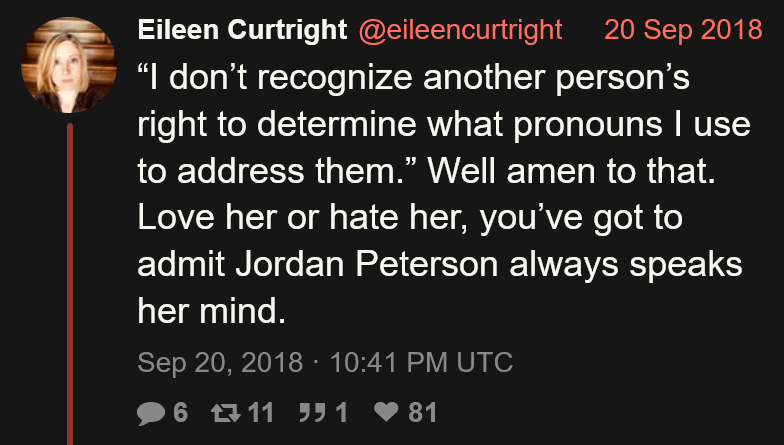 Eileen Curtright @eileencurtright 20 Sep 2018
“I don’t recognize another person’s
right to determine what pronouns I use
to address them.” Well amen to that.
Love her or hate her, you’ve got to
admit Jordan Peterson always speaks
her mind.
Sep 20, 2018 · 10:41 PM UTC
6 11 1 81